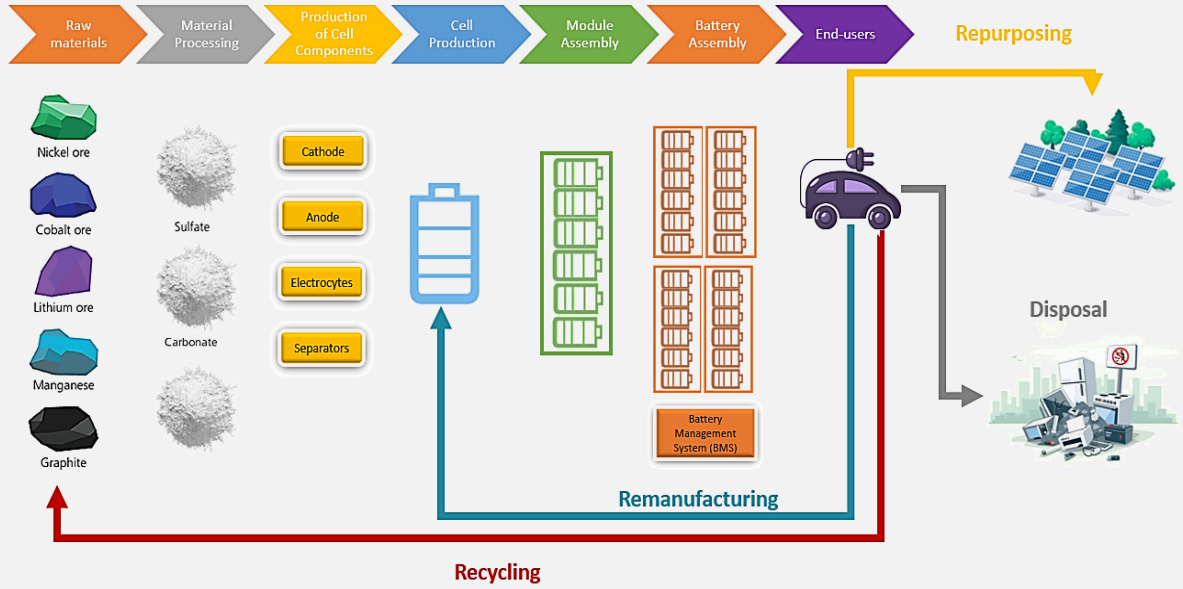 Raw
materials
Material
Processing
Production
of Cell
Components
Cell
Production
Module
Assembly
Battery
Assembly
End-users
Repurposing
Nickel ore
Cobalt ore
Lithium ore
Manganese
Graphite
Sulfate
Carbonate
Cathode
Anode
Electrocytes
Separators
Battery
Management
System (BMS)
Disposal
Remanufacturing
Recycling